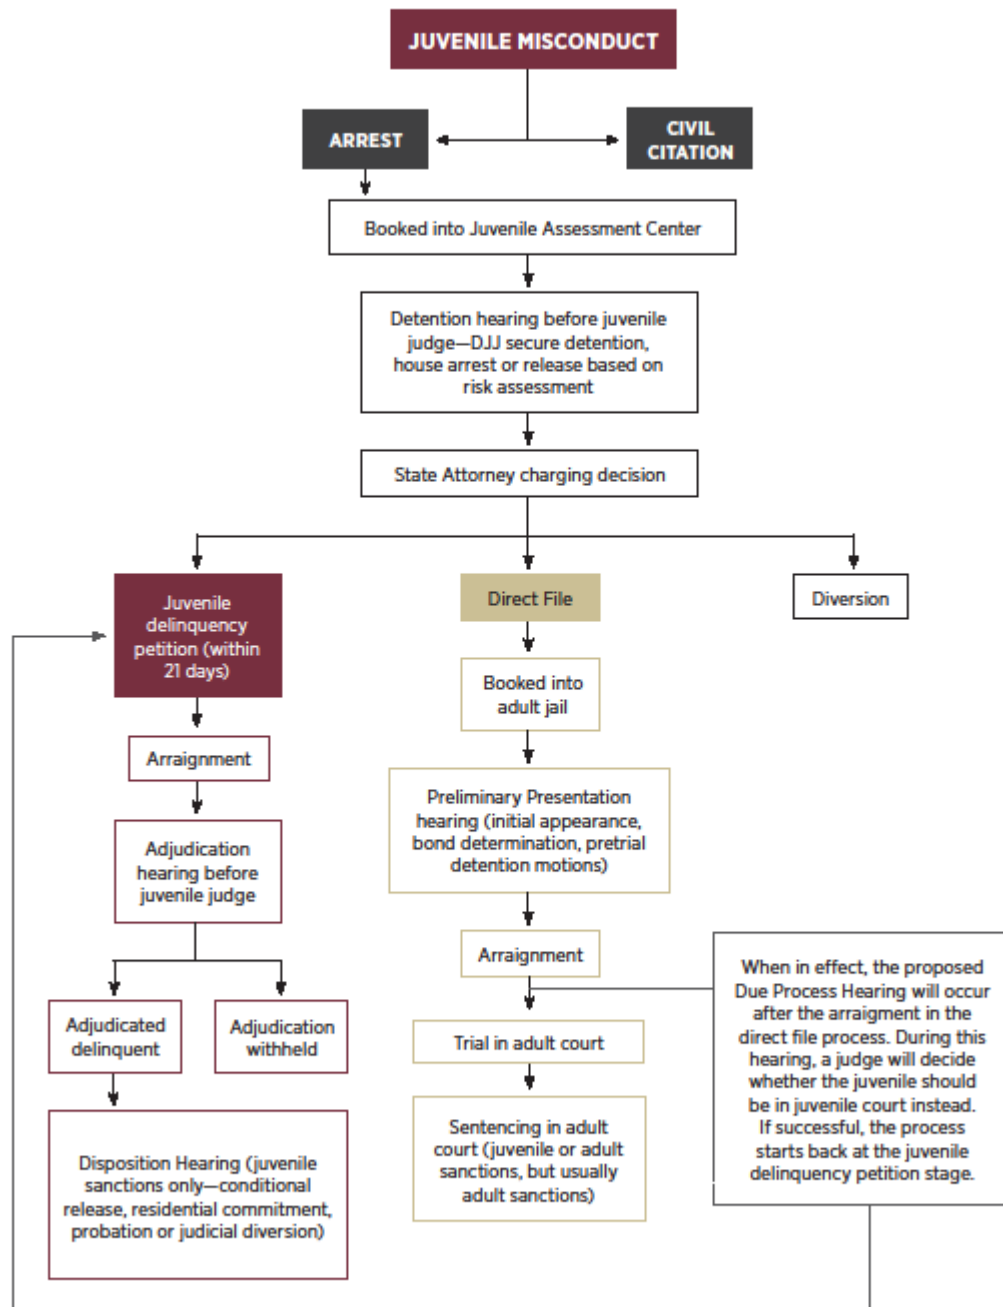 JUVENILE MISCONDUCT
ARREST
CIVIL
CITATION
Booked into Juvenile Assessment Center
Detention hearing before juvenile
judge—DJJ secure detention,
house arrest or release based on
risk assessment
State Attorney charging decision
Juvenile
delinquency
petition (within
21 days)
Direct File
Diversion
Booked into
adult jail
Arraignment
Preliminary Presentation
hearing (initial appearance,
bond determination, pretrial
detention motions)
Adjudication
hearing before
juvenile judge
Arraignment
When in effect, the proposed
Due Process Hearing will occur
after the arraigment in the
direct file process. During this
hearing, a judge will decide
whether the juvenile should
be in juvenile court instead.
If successful, the process
starts back at the juvenile
delinquency petition stage.
Adjudicated
delinquent
Adjudication
withheld
Trial in adult court
Sentencing in adult
court (juvenile or adult
sanctions, but usually
adult sanctions)
Disposition Hearing (juvenile
sanctions only—conditional
release, residential commitment,
probation or judicial diversion)